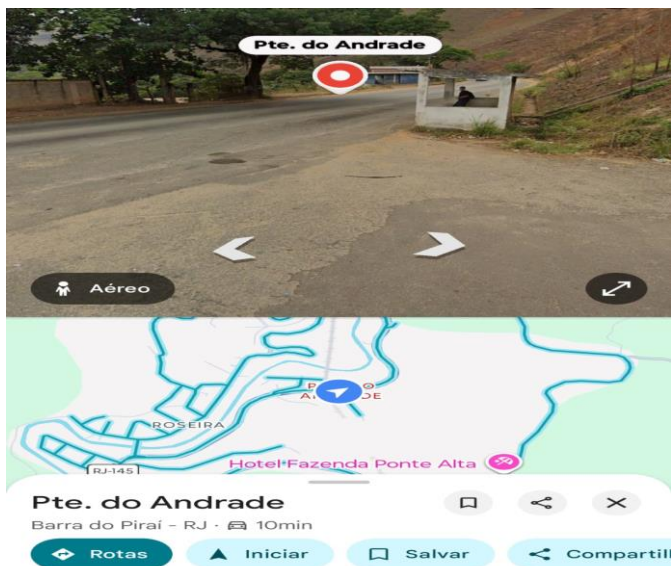 Pte. do Andrade
Aéreo
ROSEIRA
RJ-145
Hotel Fazenda Ponte Alta
Pte. do Andrade
Barra do Piraí - RJ · 10min
Rotas
Iniciar
Salvar
Compartil